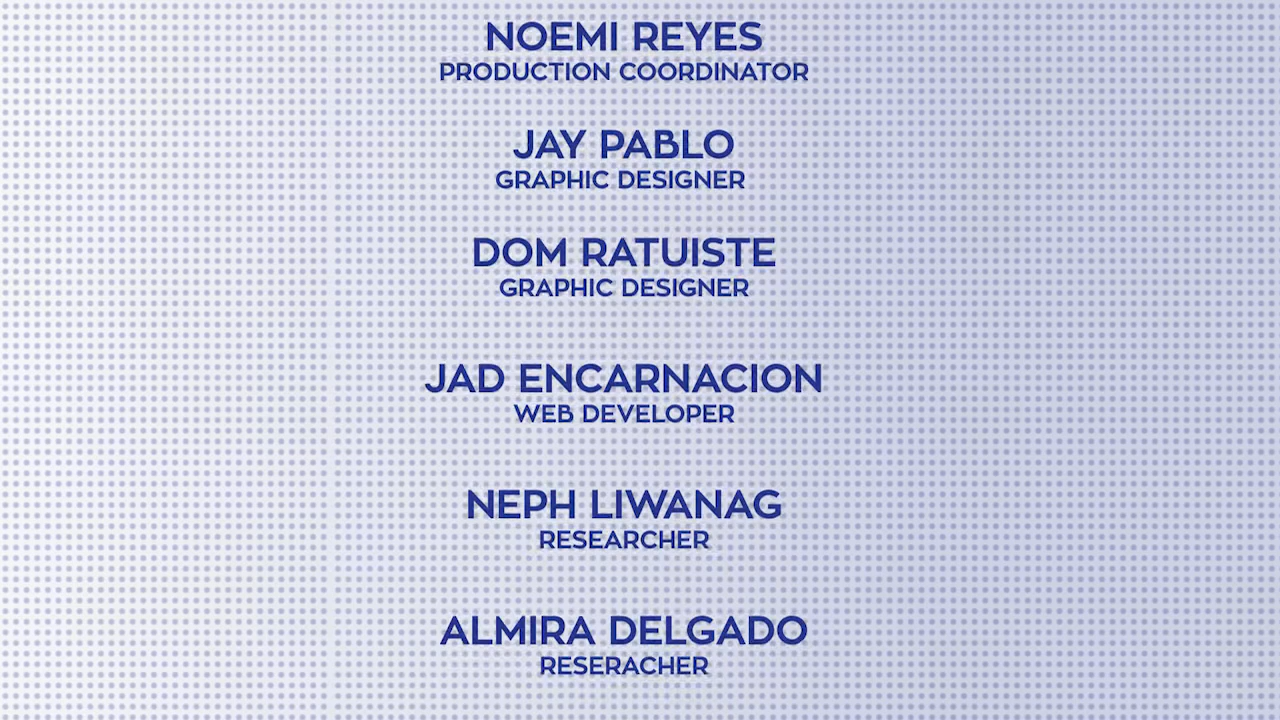 NOEMI REYES
PRODUCTION COORDINATOR
JAY PABLO
GRAPHIC DESIGNER
DOM RATUISTE
GRAPHIC DESIGNER
JAD ENCARNACION
WEB DEVELOPER
NEPH LIWANAG
RESEARCHER
ALMIRA DELGADO
RESERACHER